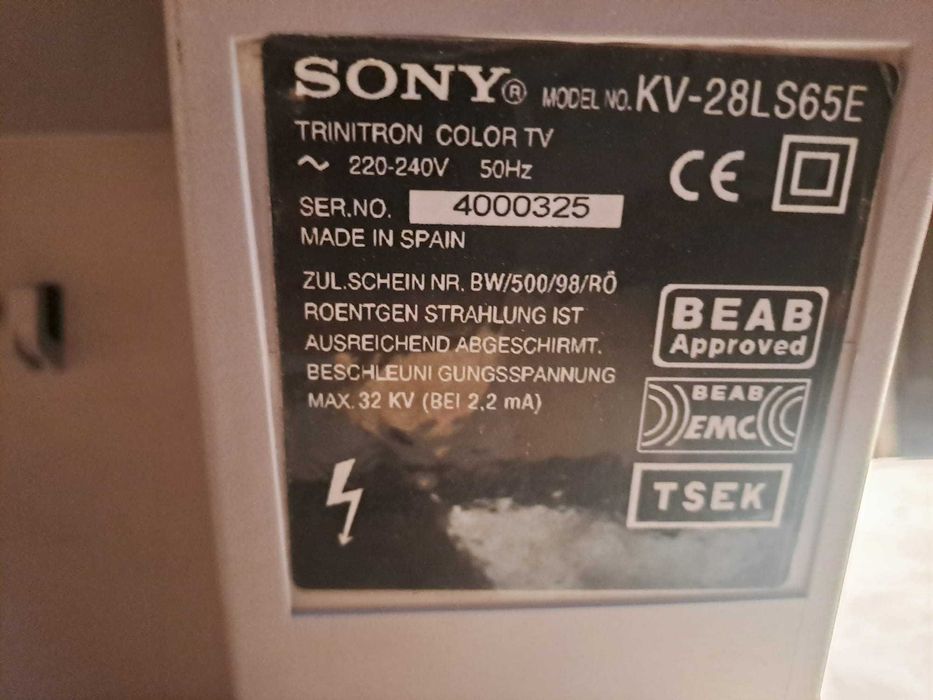 SONY® MODEL NO. KV-28LS65E
TRINITRON COLOR TV
~ 220-240V 50Hz
CE
SER.NO. 4000325
MADE IN SPAIN
ZUL.SCHEIN NR. BW/500/98/RÖ
ROENTGEN STRAHLUNG IST
AUSREICHEND ABGESCHIRMT.
BESCHLEUNI GUNGSSPANNUNG
MAX. 32 KV (BEI 2,2 mA)
BEAB
Approved
BEAB
EMC
TSEK